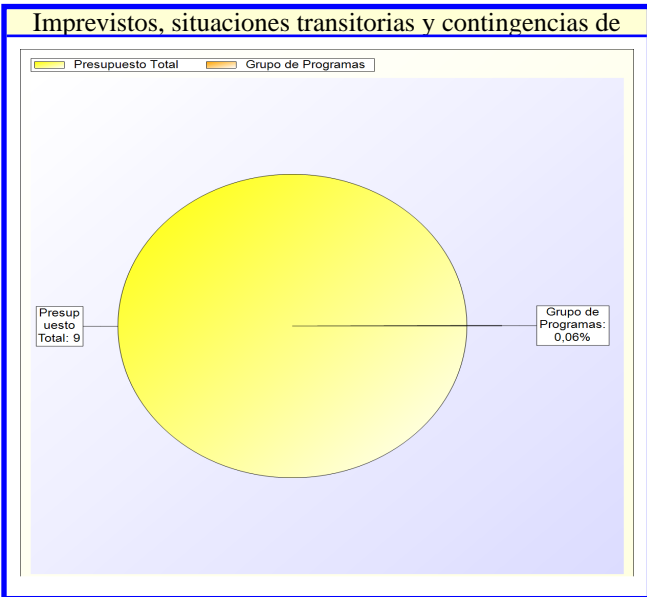 Imprevistos, situaciones transitorias y contingencias de
Presupuesto Total Grupo de Programas
Presup
uesto
Total: 9
Grupo de
Programas:
0,06%